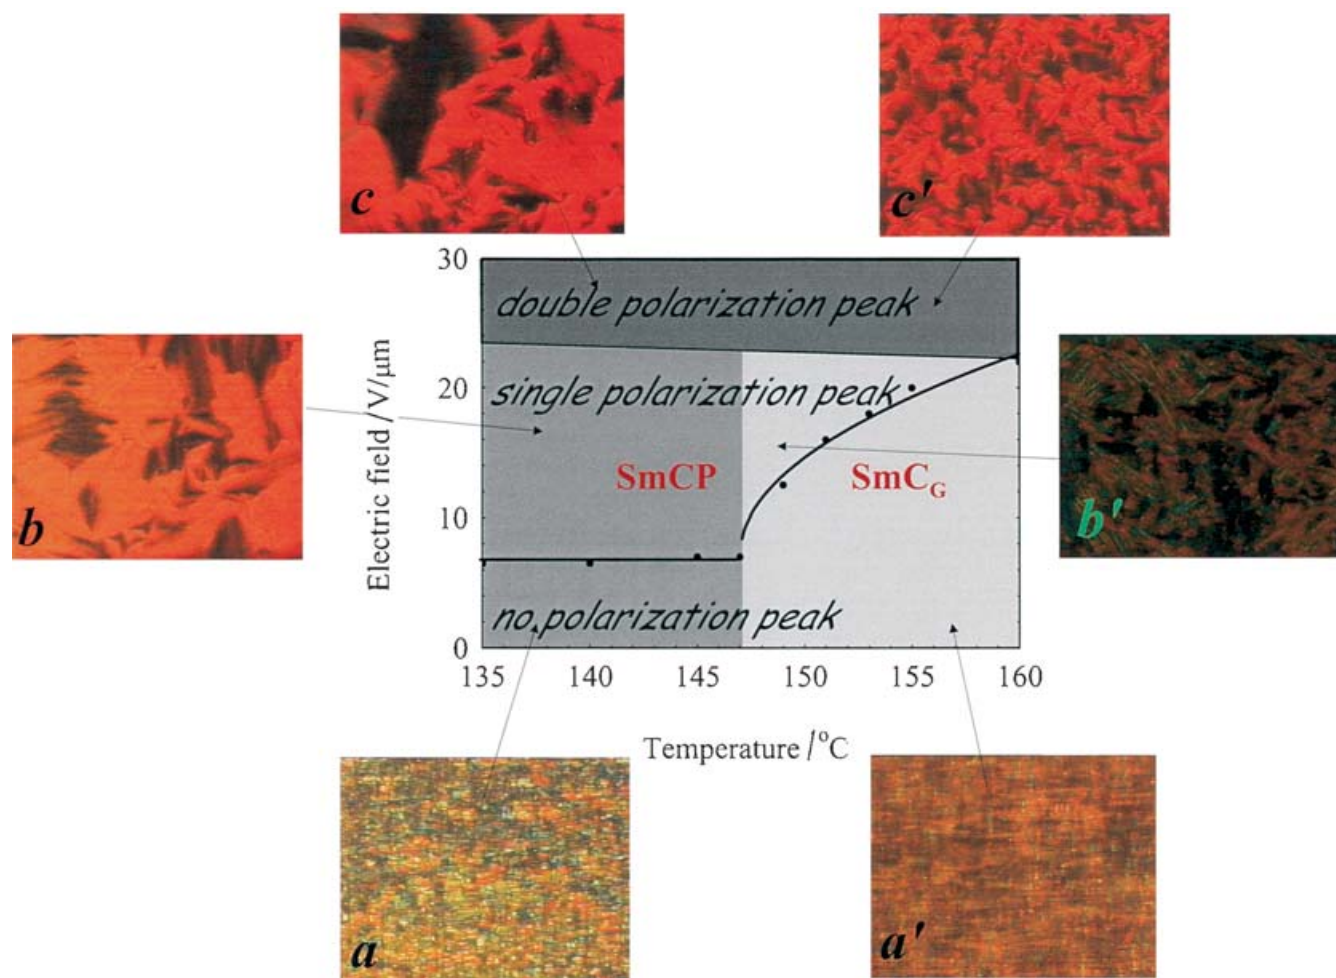 c
c'
30
double polarization peak
b
20
single polarization peak
Electric field / V/μm
SmCP
SmC_G
b'
10
no polarization peak
0
135
140
145
150
155
160
Temperature /°C
a
a'